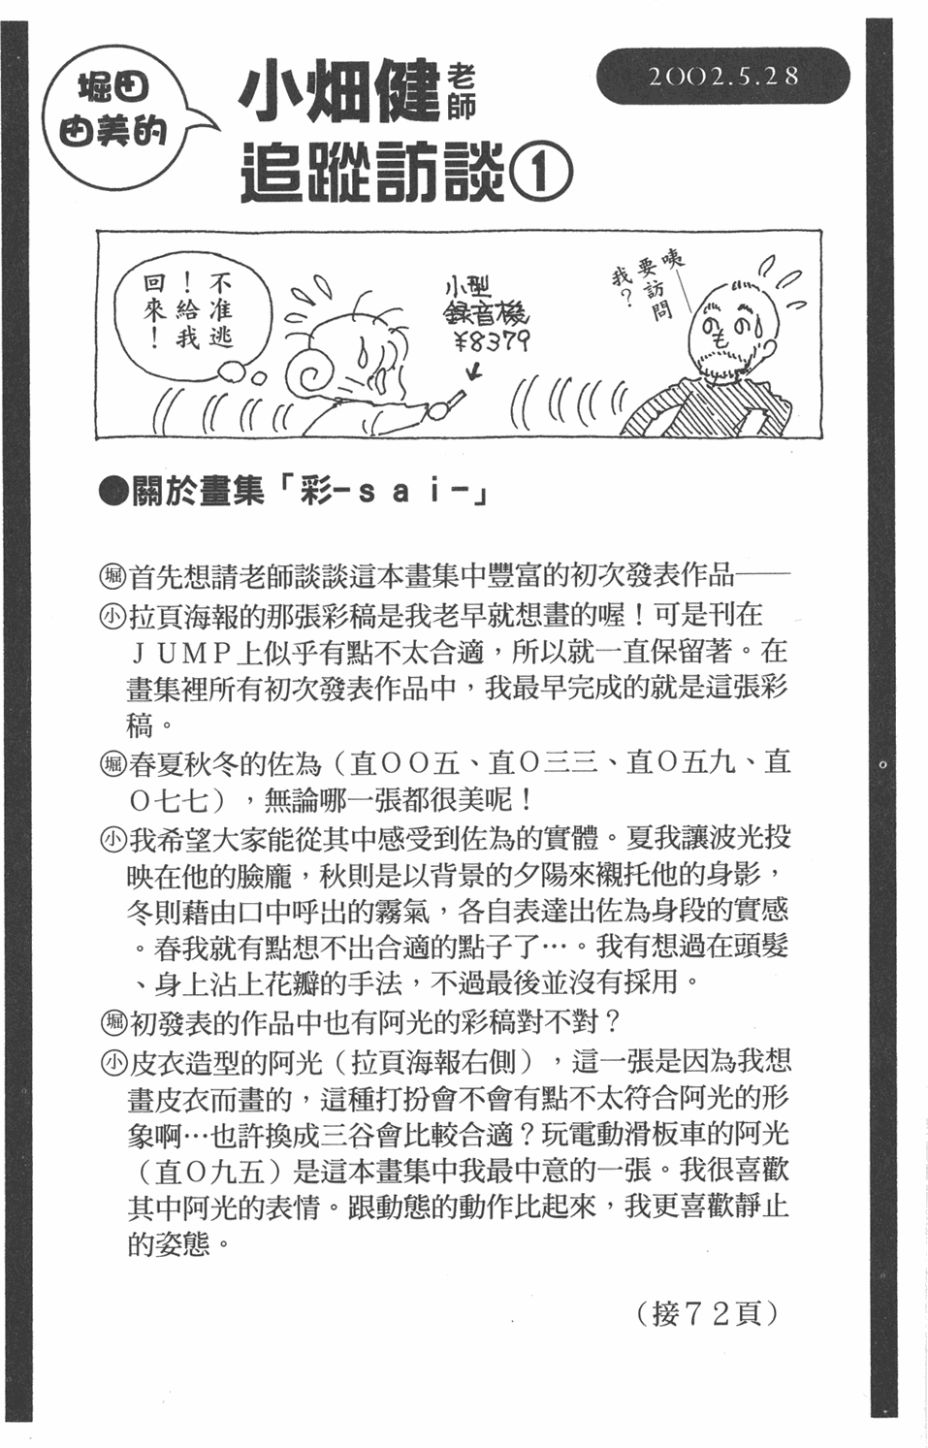 堀田
由美的
小畑健老師
追蹤訪談①
2002.5.28
不准逃
！給我
回來！
小型
錄音機
¥8379
咦
要訪問
我？
●關於畫集「彩−ｓａｉ−」
㊭首先想請老師談談這本畫集中豐富的初次發表作品——
㊙拉頁海報的那張彩稿是我老早就想畫的喔！可是刊在
ＪＵＭＰ上似乎有點不太合適，所以就一直保留著。在
畫集裡所有初次發表作品中，我最早完成的就是這張彩
稿。
堀春夏秋冬的佐為（直ＯＯ五、直Ｏ三三、直Ｏ五九、直
Ｏ七七），無論哪一張都很美呢！
小我希望大家能從其中感受到佐為的實體。夏我讓波光投
映在他的臉龐，秋則是以背景的夕陽來襯托他的身影，
冬則藉由口中呼出的霧氣，各自表達出佐為身段的實感
。春我就有點想不出合適的點子了…。我有想過在頭髮
、身上沾上花瓣的手法，不過最後並沒有採用。
堀初發表的作品中也有阿光的彩稿對不對？
小皮衣造型的阿光（拉頁海報右側），這一張是因為我想
畫皮衣而畫的，這種打扮會不會有點不太符合阿光的形
象啊…也許換成三谷會比較合適？玩電動滑板車的阿光
（直Ｏ九五）是這本畫集中我最中意的一張。我很喜歡
其中阿光的表情。跟動態的動作比起來，我更喜歡靜止
的姿態。
（接７２頁）